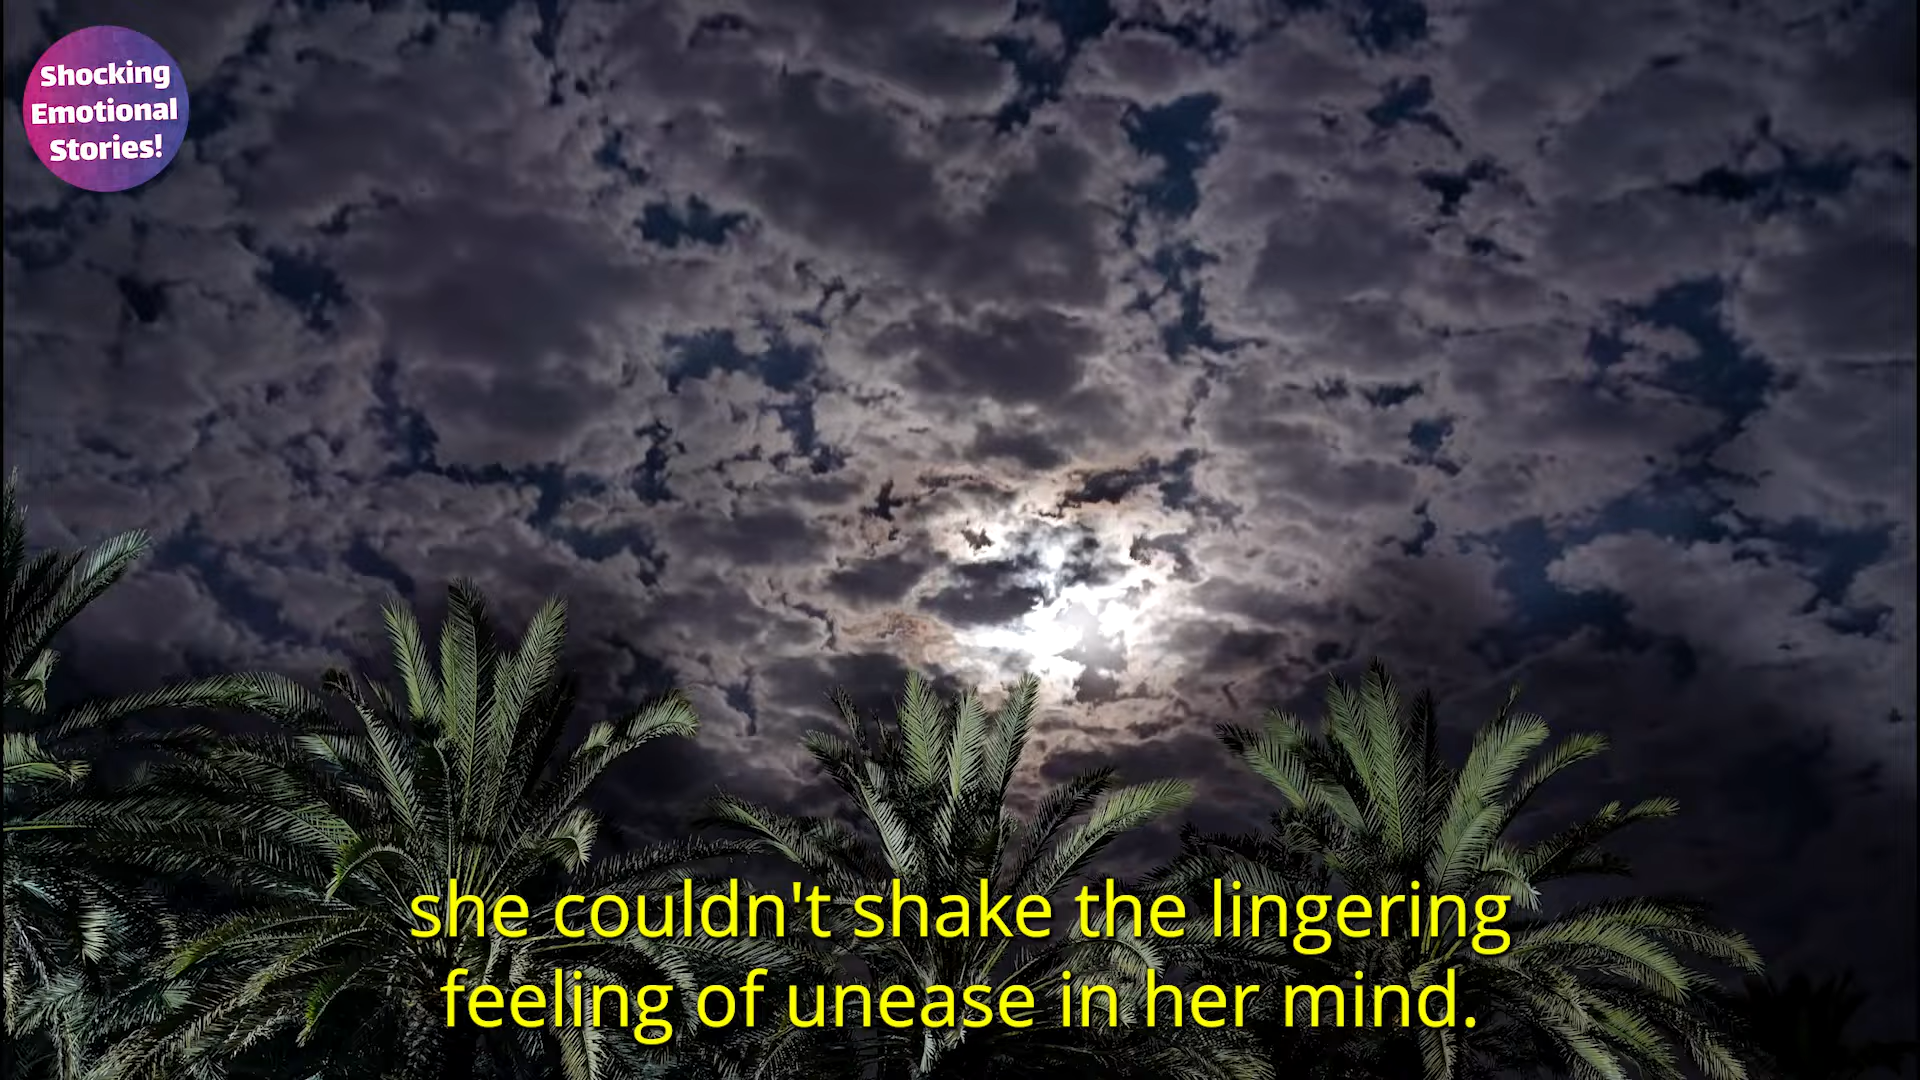 Shocking
Emotional
Stories!
she couldn't shake the lingering
feeling of unease in her mind.